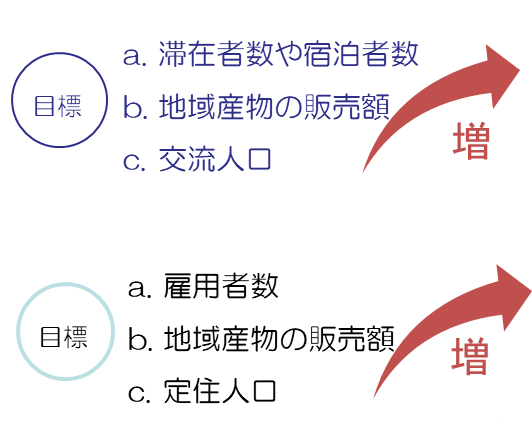 目標
a. 滞在者数や宿泊者数
b. 地域産物の販売額
c. 交流人口
増
目標
a. 雇用者数
b. 地域産物の販売額
c. 定住人口
増